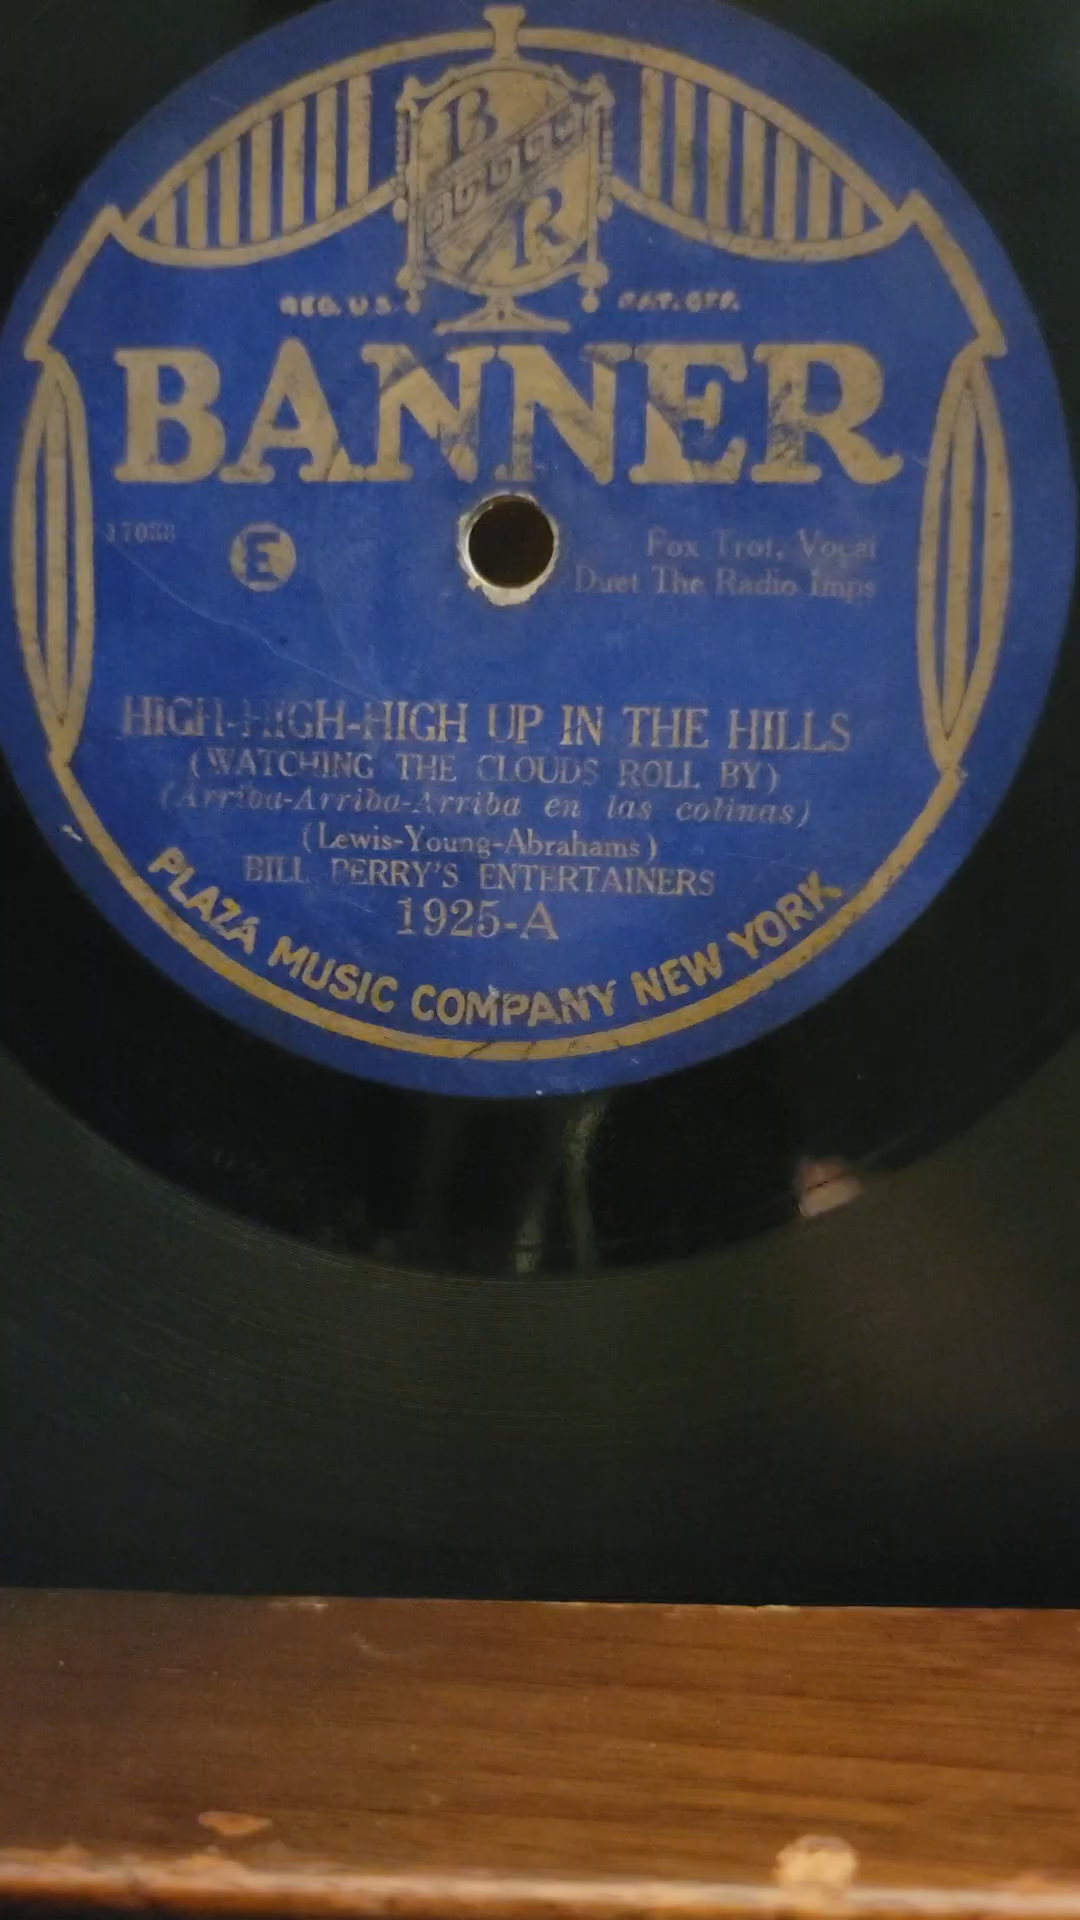 B
R
REG. U.S. PAT. OFF.
BANNER
E
Fox Trot, Vocal
Duet The Radio Imps
HIGH-HIGH-HIGH UP IN THE HILLS
(WATCHING THE CLOUDS ROLL BY)
(Arriba-Arriba-Arriba en las colinas)
(Lewis-Young-Abrahams)
BILL PERRY'S ENTERTAINERS
1925-A
PLAZA MUSIC COMPANY NEW YORK